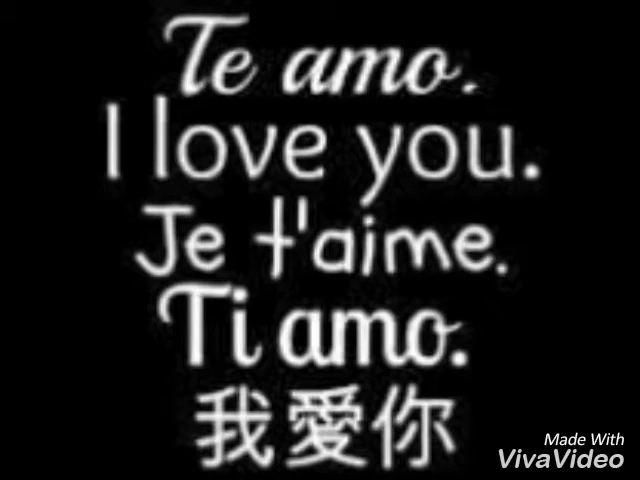 Te amo.
I love you.
Je t'aime.
Ti amo.
我愛你
Made With
VivaVideo